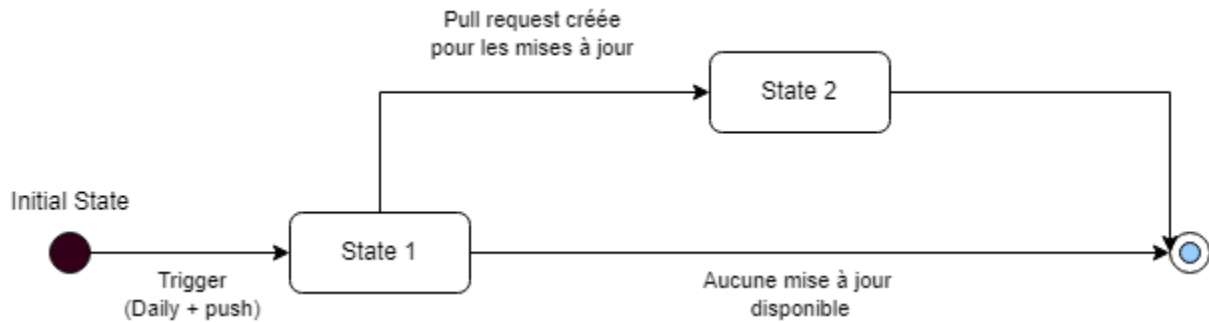 Pull request créée
pour les mises à jour
State 2
Initial State
State 1
Trigger
(Daily + push)
Aucune mise à jour
disponible